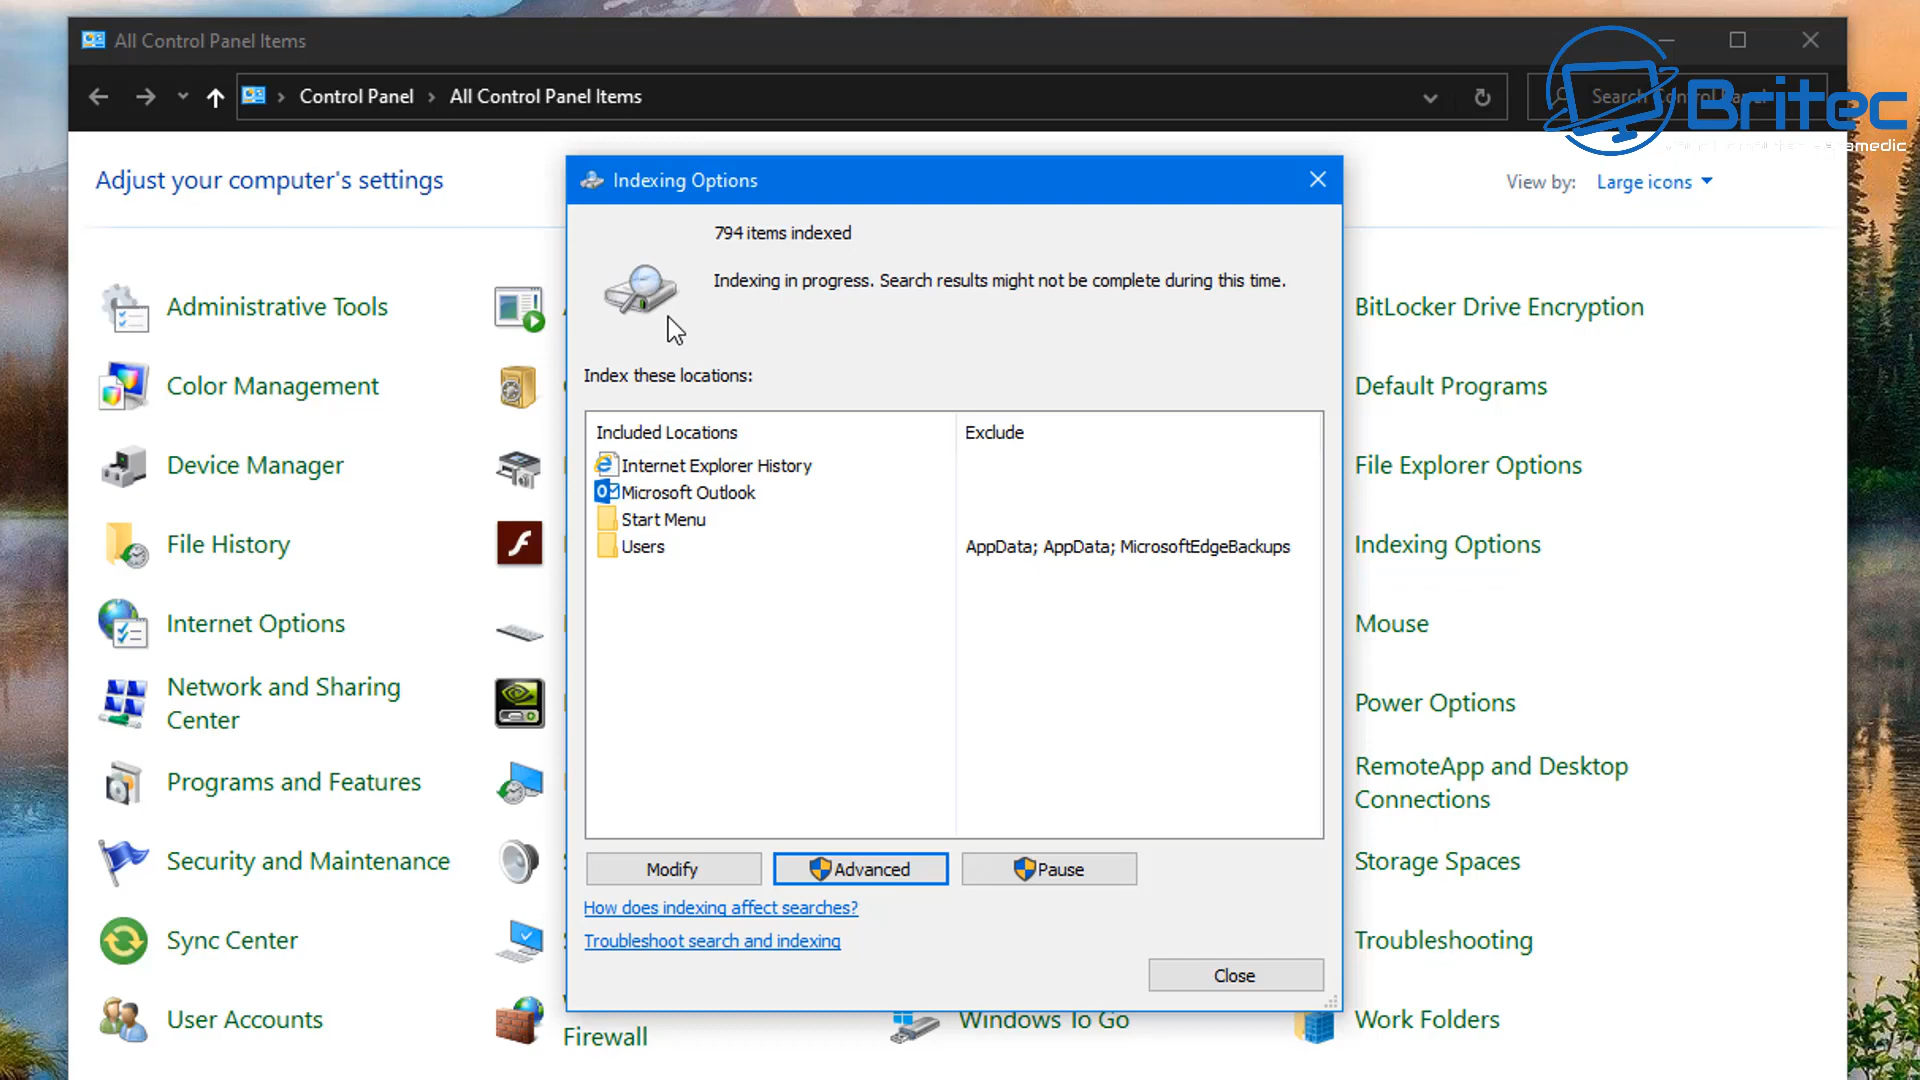 All Control Panel Items
Control Panel
All Control Panel Items
Search Control Panel
Britec
Adjust your computer's settings
View by:
Large icons
Indexing Options
794 items indexed
Indexing in progress. Search results might not be complete during this time.
Index these locations:
Included Locations
Exclude
Internet Explorer History
Microsoft Outlook
Start Menu
Users
AppData; AppData; MicrosoftEdgeBackups
Modify
Advanced
Pause
How does indexing affect searches?
Troubleshoot search and indexing
Close
Administrative Tools
Color Management
Device Manager
File History
Internet Options
Network and Sharing
Center
Programs and Features
Security and Maintenance
Sync Center
User Accounts
Firewall
Windows To Go
BitLocker Drive Encryption
Default Programs
File Explorer Options
Indexing Options
Mouse
Power Options
RemoteApp and Desktop
Connections
Storage Spaces
Troubleshooting
Work Folders